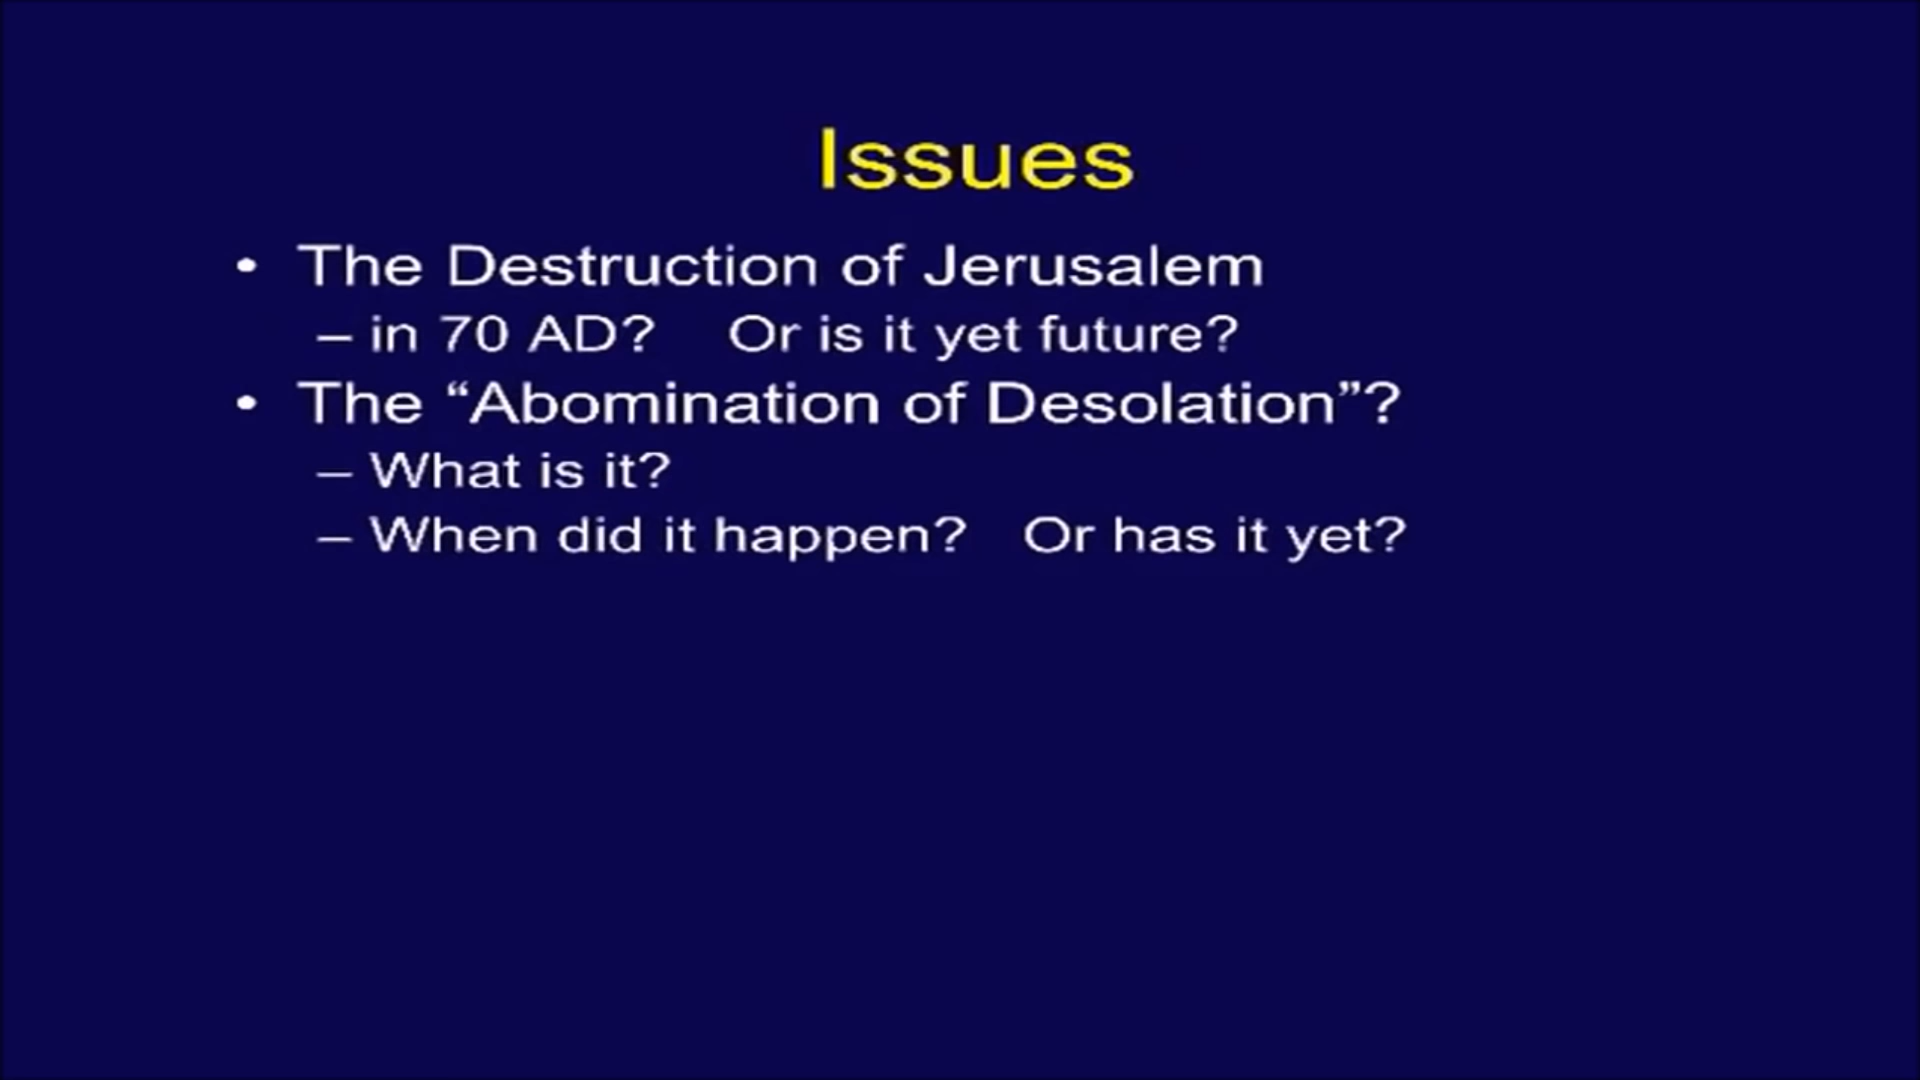 Issues
• The Destruction of Jerusalem
– in 70 AD? Or is it yet future?
• The “Abomination of Desolation”?
– What is it?
– When did it happen? Or has it yet?